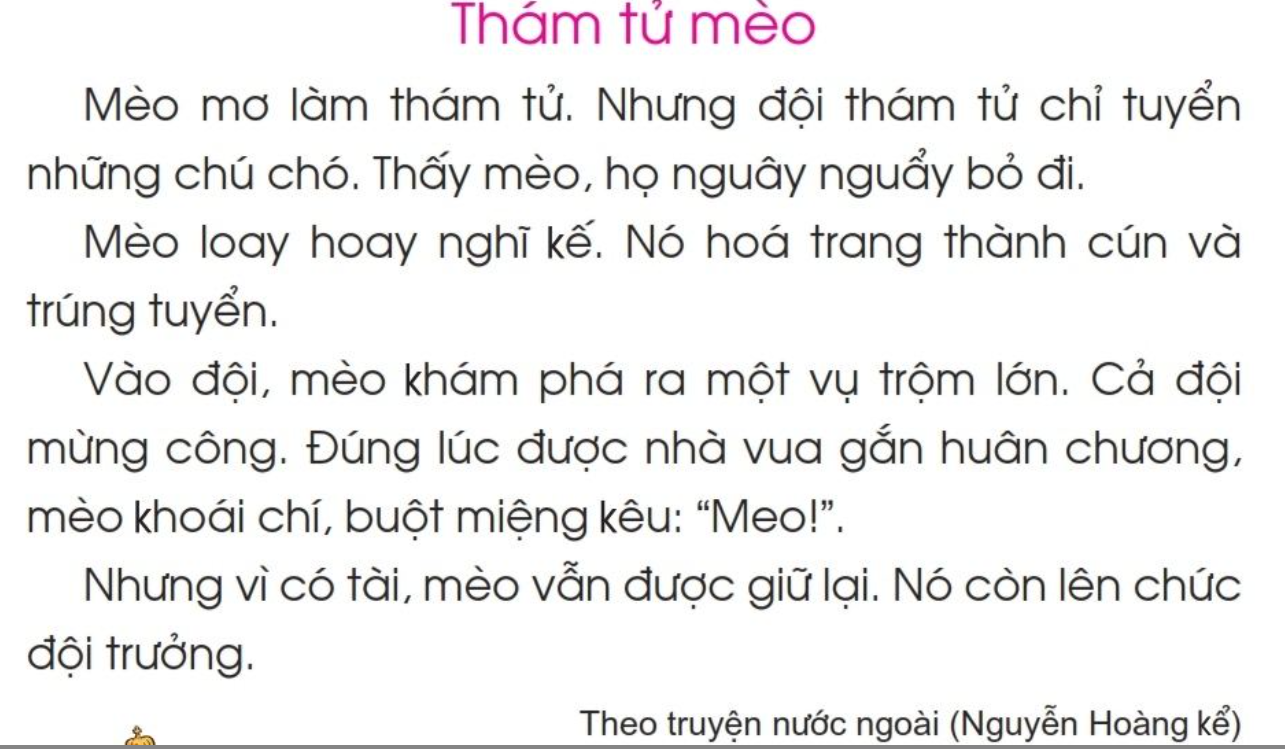 Thám tử mèo
Mèo mơ làm thám tử. Nhưng đội thám tử chỉ tuyển
những chú chó. Thấy mèo, họ nguây nguẩy bỏ đi.
Mèo loay hoay nghĩ kế. Nó hoá trang thành cún và
trúng tuyển.
Vào đội, mèo khám phá ra một vụ trộm lớn. Cả đội
mừng công. Đúng lúc được nhà vua gắn huân chương,
mèo khoái chí, buột miệng kêu: “Meo!”.
Nhưng vì có tài, mèo vẫn được giữ lại. Nó còn lên chức
đội trưởng.
Theo truyện nước ngoài (Nguyễn Hoàng kể)